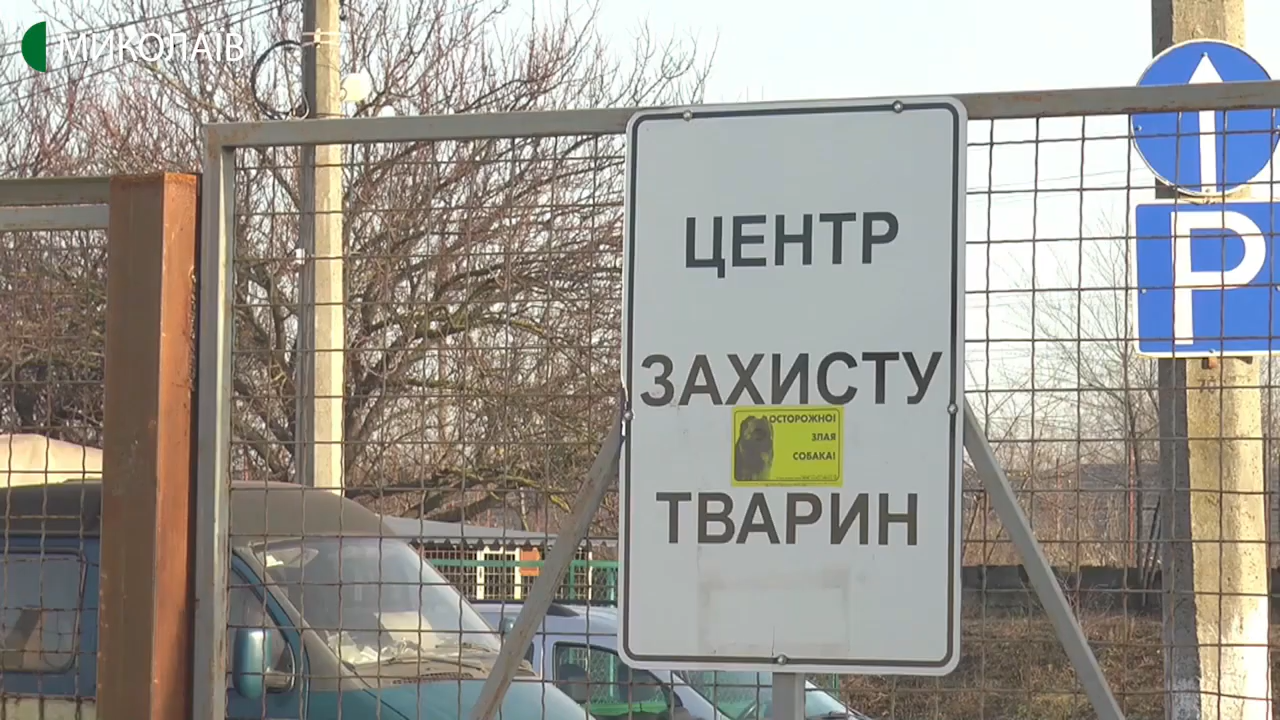 МИКОЛАЇВ
ЦЕНТР
ЗАХИСТУ
ОСТОРОЖНО!
ЗЛАЯ
СОБАКА!
ТВАРИН
P